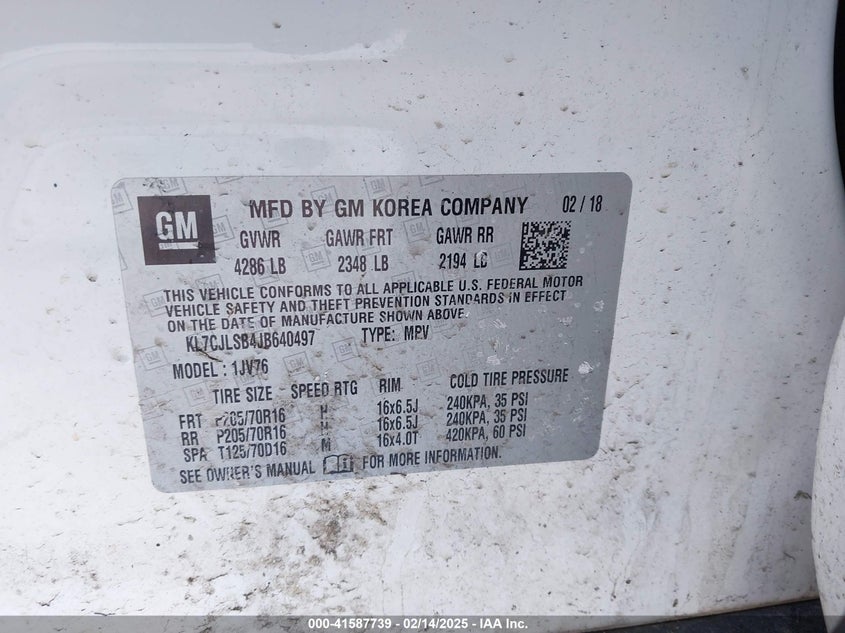 GM
MFD BY GM KOREA COMPANY 02 / 18
GVWR GAWR FRT GAWR RR
4286 LB 2348 LB 2194 LB
THIS VEHICLE CONFORMS TO ALL APPLICABLE U.S. FEDERAL MOTOR
VEHICLE SAFETY AND THEFT PREVENTION STANDARDS IN EFFECT
ON THE DATE OF MANUFACTURE SHOWN ABOVE.
KL7CJLSB4JB640497 TYPE: MPV
MODEL : 1JV76
TIRE SIZE SPEED RTG RIM COLD TIRE PRESSURE
FRT P205/70R16 H 16x6.5J 240KPA, 35 PSI
RR P205/70R16 H 16x6.5J 240KPA, 35 PSI
SPA T125/70D16 M 16x4.0T 420KPA, 60 PSI
SEE OWNER'S MANUAL FOR MORE INFORMATION.
000-41587739 - 02/14/2025 - IAA Inc.